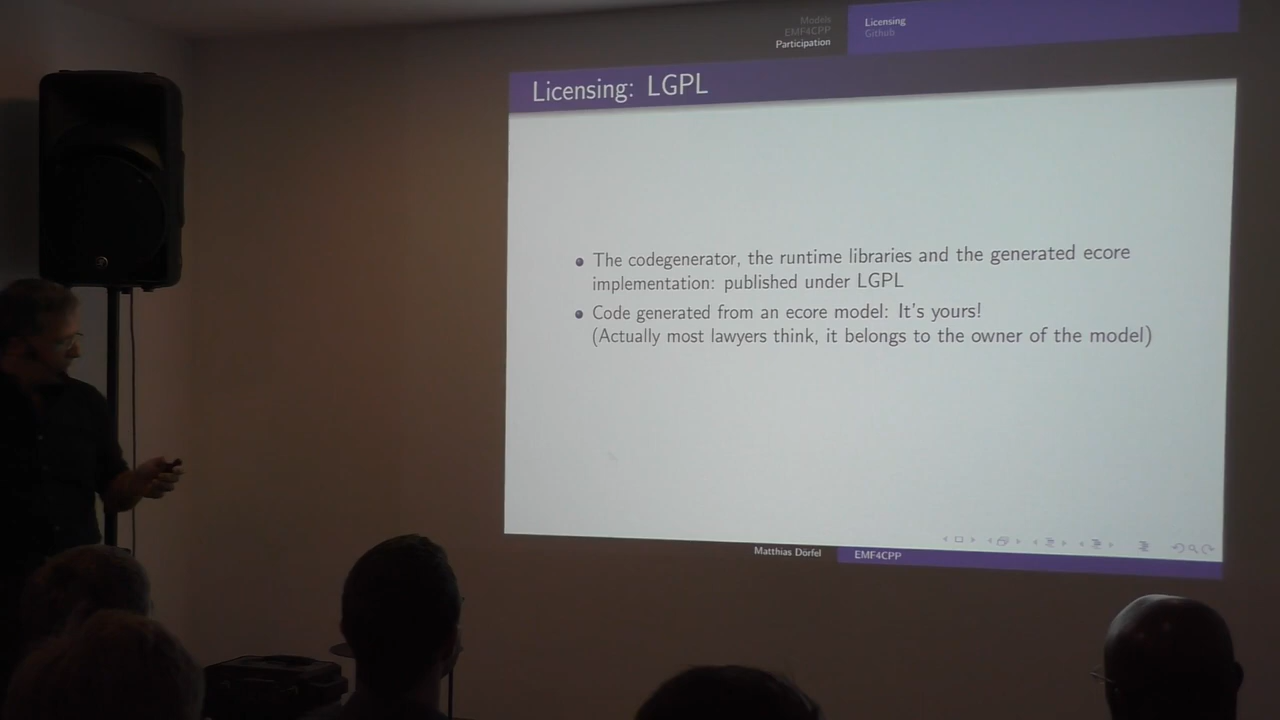 Models
EMF4CPP
Participation
Licensing
Github
Licensing: LGPL
The codegenerator, the runtime libraries and the generated ecore
implementation: published under LGPL
Code generated from an ecore model: It's yours!
(Actually most lawyers think, it belongs to the owner of the model)
Matthias Dörfel
EMF4CPP